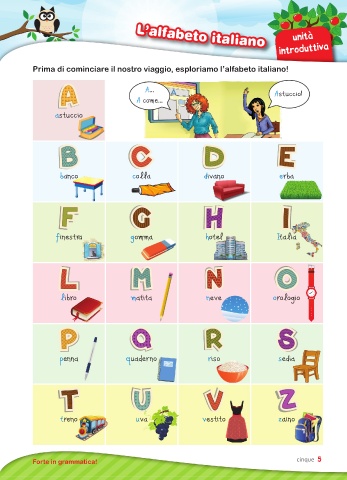 L'alfabeto italiano
unità
introduttiva
Prima di cominciare il nostro viaggio, esploriamo l'alfabeto italiano!
A
astuccio
A...
A come...
Astuccio!
B C D E
banco colla divano erba
F G H I
finestra gomma hotel Italia
L M N O
libro matita neve orologio
P Q R S
penna quaderno riso sedia
T U V Z
treno uva vestito zaino
Forte in grammatica!
cinque 5